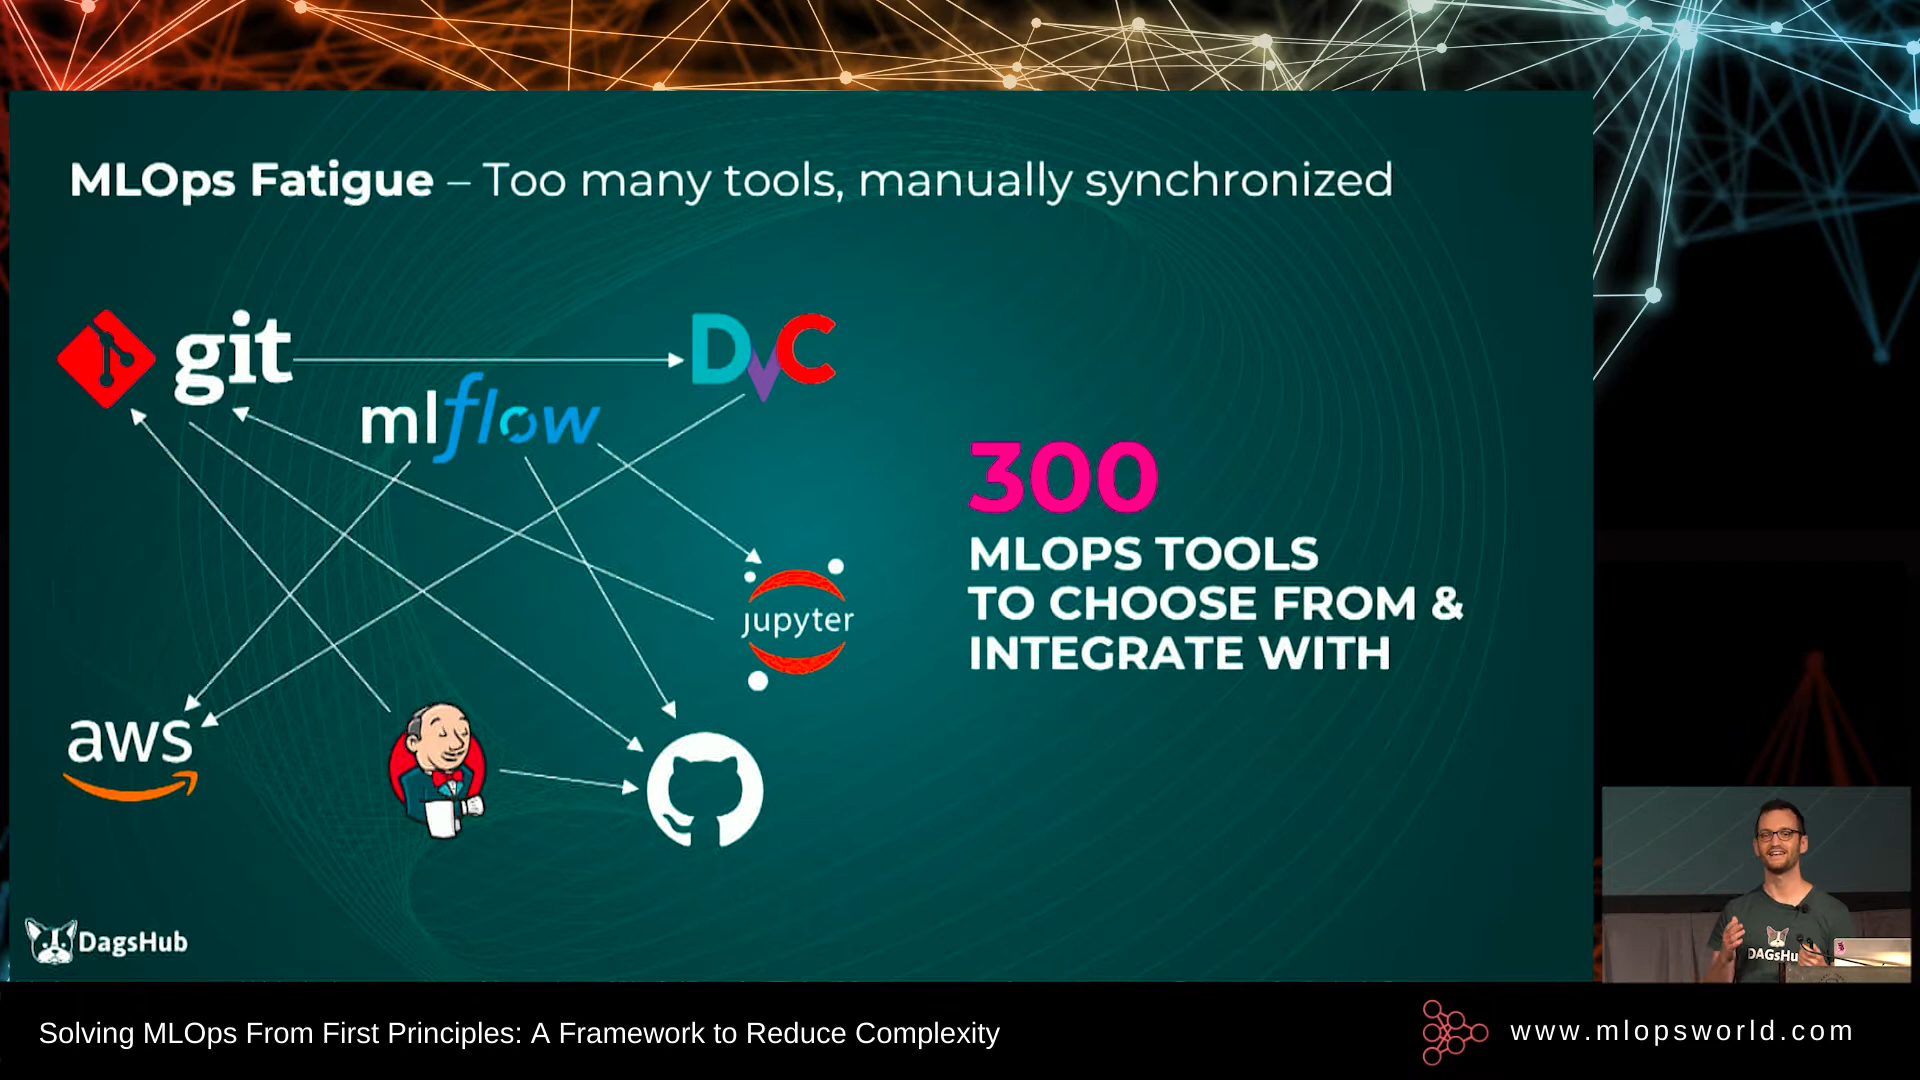 MLOps Fatigue – Too many tools, manually synchronized
git
DVC
mlflow
300
MLOPS TOOLS
TO CHOOSE FROM &
INTEGRATE WITH
jupyter
aws
DagsHub
DAGsHu
Solving MLOps From First Principles: A Framework to Reduce Complexity
www.mlopsworld.com